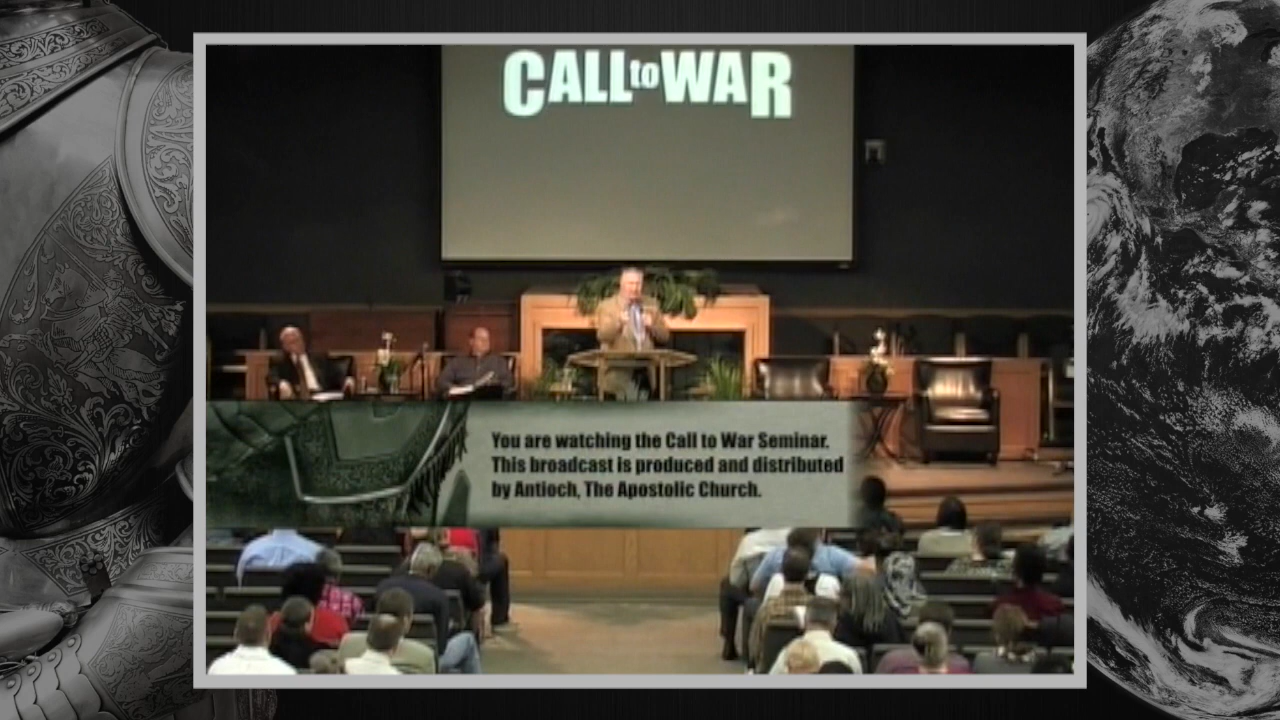 CALL to WAR
You are watching the Call to War Seminar.
This broadcast is produced and distributed
by Antioch, The Apostolic Church.